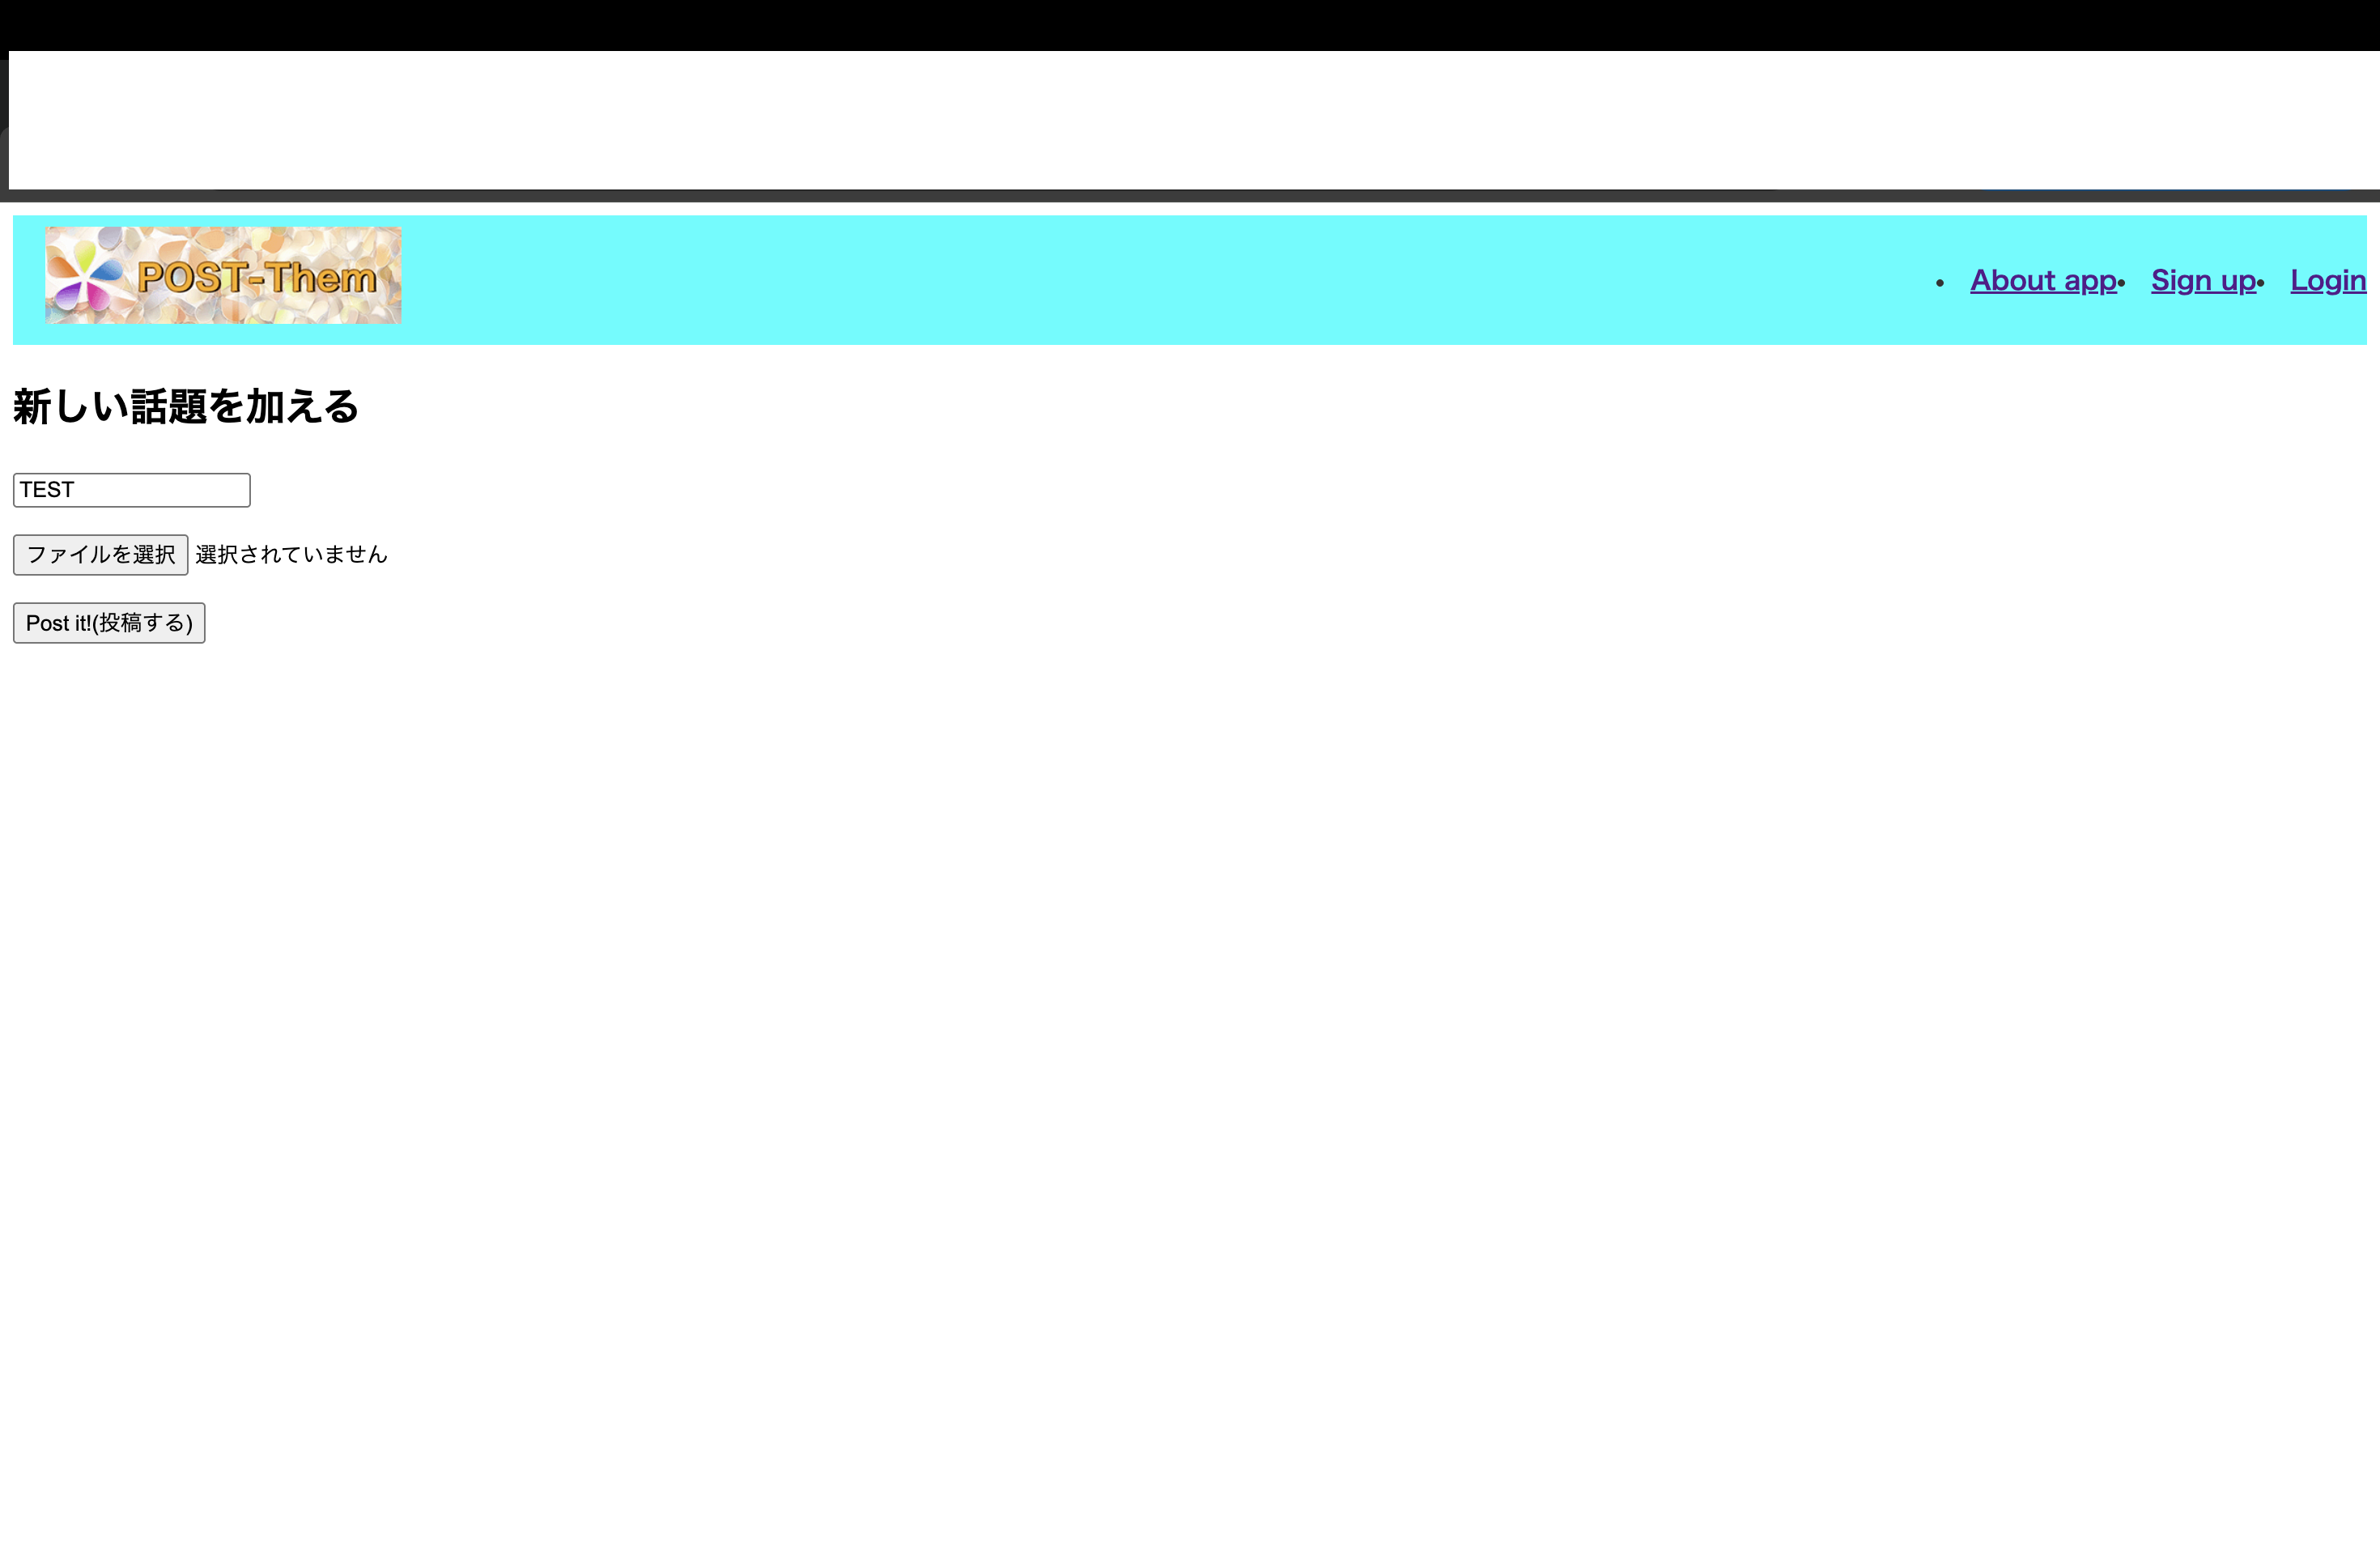 POST-Them
About app
Sign up
Login
新しい話題を加える
TEST
ファイルを選択 選択されていません
Post it!(投稿する)